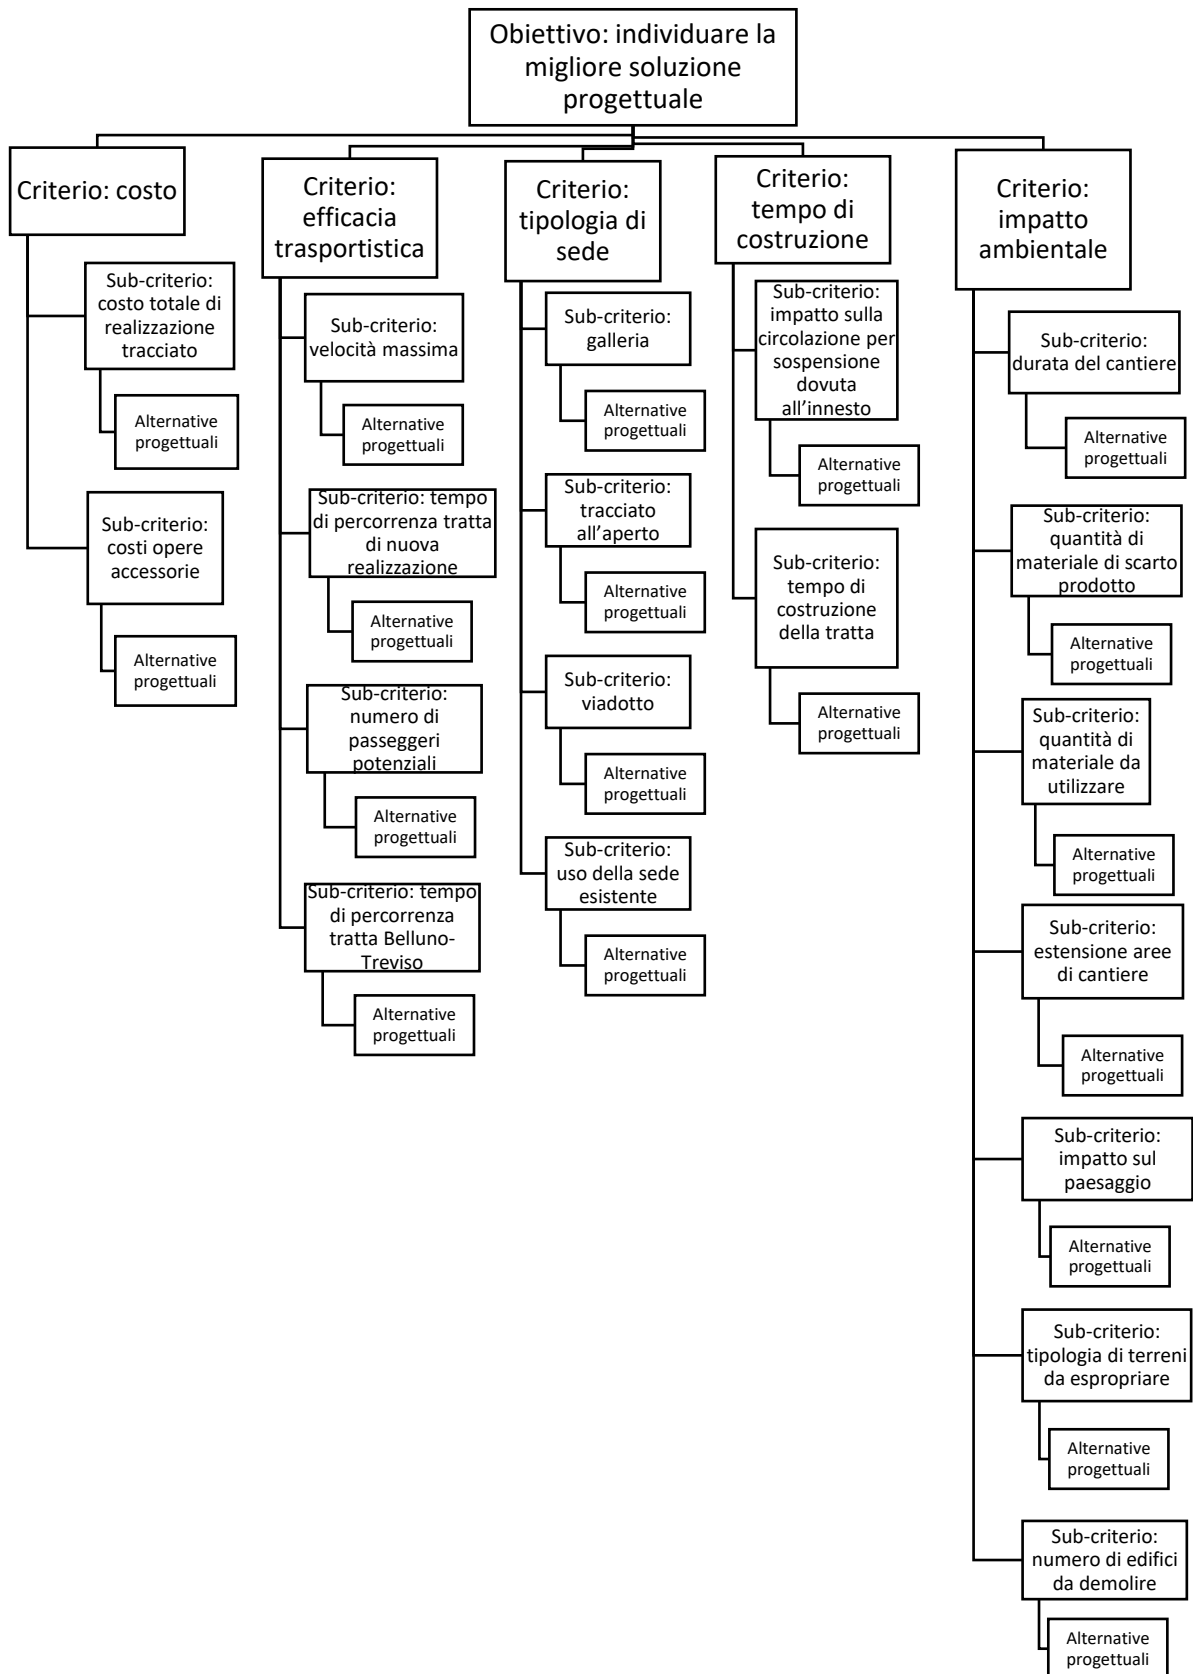 Obiettivo: individuare la
migliore soluzione
progettuale
Criterio: costo
Sub-criterio:
costo totale di
realizzazione
tracciato
Alternative
progettuali
Sub-criterio:
costi opere
accessorie
Alternative
progettuali
Criterio:
efficacia
trasportistica
Sub-criterio:
velocità massima
Alternative
progettuali
Sub-criterio: tempo
di percorrenza tratta
di nuova
realizzazione
Alternative
progettuali
Sub-criterio:
numero di
passeggeri
potenziali
Alternative
progettuali
Sub-criterio: tempo
di percorrenza
tratta Belluno-
Treviso
Alternative
progettuali
Criterio:
tipologia di
sede
Sub-criterio:
galleria
Alternative
progettuali
Sub-criterio:
tracciato
all’aperto
Alternative
progettuali
Sub-criterio:
viadotto
Alternative
progettuali
Sub-criterio:
uso della sede
esistente
Alternative
progettuali
Criterio:
tempo di
costruzione
Sub-criterio:
impatto sulla
circolazione per
sospensione
dovuta
all’innesto
Alternative
progettuali
Sub-criterio:
tempo di
costruzione
della tratta
Alternative
progettuali
Criterio:
impatto
ambientale
Sub-criterio:
durata del cantiere
Alternative
progettuali
Sub-criterio:
quantità di
materiale di scarto
prodotto
Alternative
progettuali
Sub-criterio:
quantità di
materiale da
utilizzare
Alternative
progettuali
Sub-criterio:
estensione aree
di cantiere
Alternative
progettuali
Sub-criterio:
impatto sul
paesaggio
Alternative
progettuali
Sub-criterio:
tipologia di terreni
da espropriare
Alternative
progettuali
Sub-criterio:
numero di edifici
da demolire
Alternative
progettuali